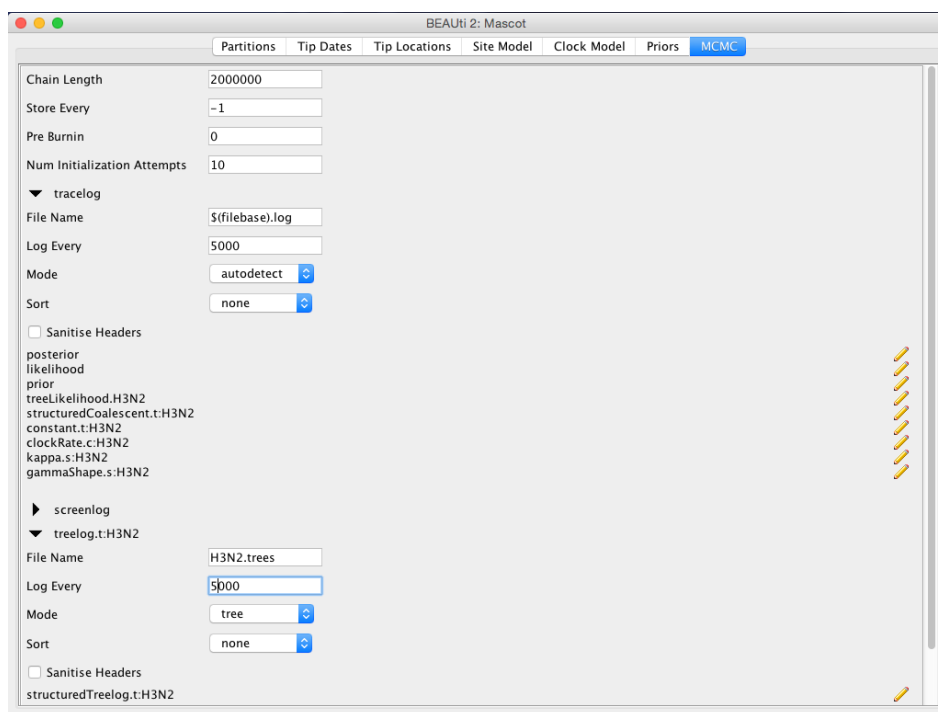 BEAUti 2: Mascot
Partitions Tip Dates Tip Locations Site Model Clock Model Priors MCMC
Chain Length 2000000
Store Every -1
Pre Burnin 0
Num Initialization Attempts 10
tracelog
File Name $(filebase).log
Log Every 5000
Mode autodetect
Sort none
Sanitise Headers
posterior
likelihood
prior
treeLikelihood.H3N2
structuredCoalescent.t:H3N2
constant.t:H3N2
clockRate.c:H3N2
kappa.s:H3N2
gammaShape.s:H3N2
screenlog
treelog.t:H3N2
File Name H3N2.trees
Log Every 5000
Mode tree
Sort none
Sanitise Headers
structuredTreelog.t:H3N2